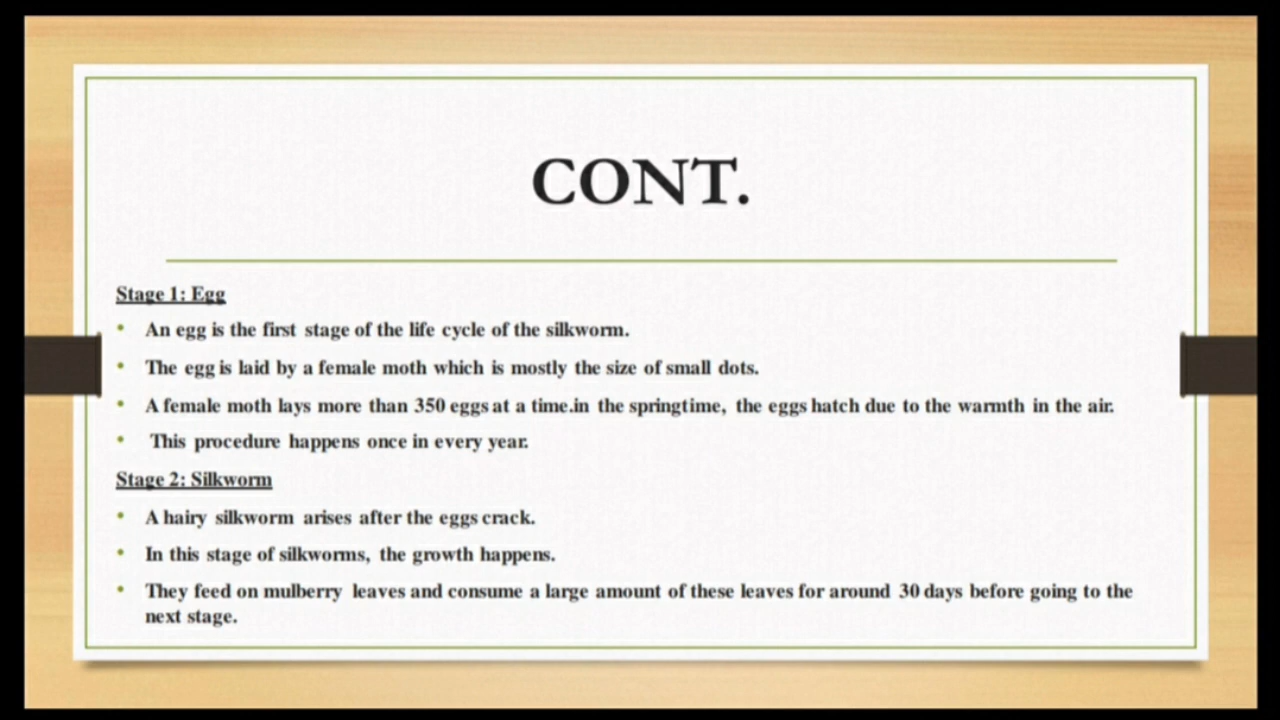 CONT.
Stage 1: Egg
• An egg is the first stage of the life cycle of the silkworm.
• The egg is laid by a female moth which is mostly the size of small dots.
• A female moth lays more than 350 eggs at a time.in the springtime, the eggs hatch due to the warmth in the air.
• This procedure happens once in every year.
Stage 2: Silkworm
• A hairy silkworm arises after the eggs crack.
• In this stage of silkworms, the growth happens.
• They feed on mulberry leaves and consume a large amount of these leaves for around 30 days before going to the
next stage.